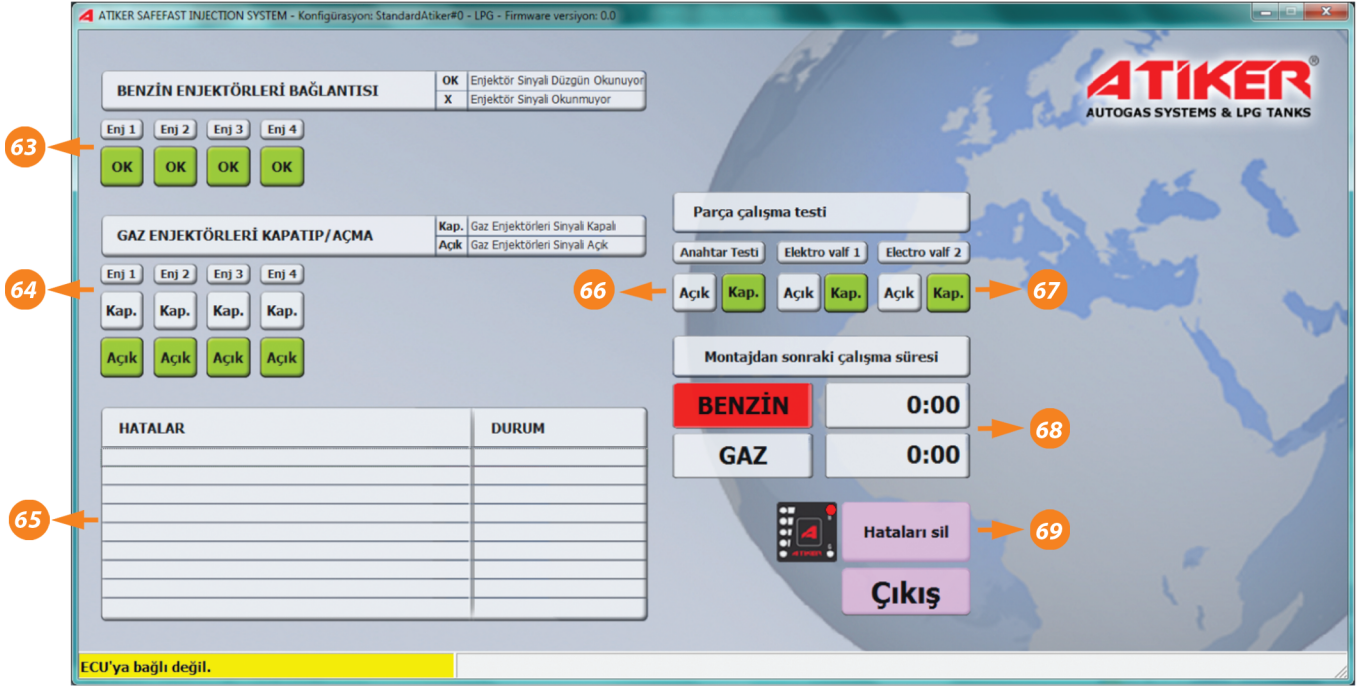 ATIKER SAFEFAST INJECTION SYSTEM - Konfigürasyon: StandardAtiker#0 - LPG - Firmware versiyon: 0.0
ATİKER®
AUTOGAS SYSTEMS & LPG TANKS
BENZİN ENJEKTÖRLERİ BAĞLANTISI
OK Enjektör Sinyali Düzgün Okunuyor
X Enjektör Sinyali Okunmuyor
Enj 1 Enj 2 Enj 3 Enj 4
63
OK OK OK OK
GAZ ENJEKTÖRLERİ KAPATIP/AÇMA
Kap. Gaz Enjektörleri Sinyali Kapalı
Açık Gaz Enjektörleri Sinyali Açık
Enj 1 Enj 2 Enj 3 Enj 4
64
Kap. Kap. Kap. Kap.
Açık Açık Açık Açık
HATALAR DURUM
65
Parça çalışma testi
Anahtar Testi Elektro valf 1 Electro valf 2
66 Açık Kap. Açık Kap. Açık Kap. 67
Montajdan sonraki çalışma süresi
BENZİN 0:00
68
GAZ 0:00
Hataları sil 69
Çıkış
ECU'ya bağlı değil.